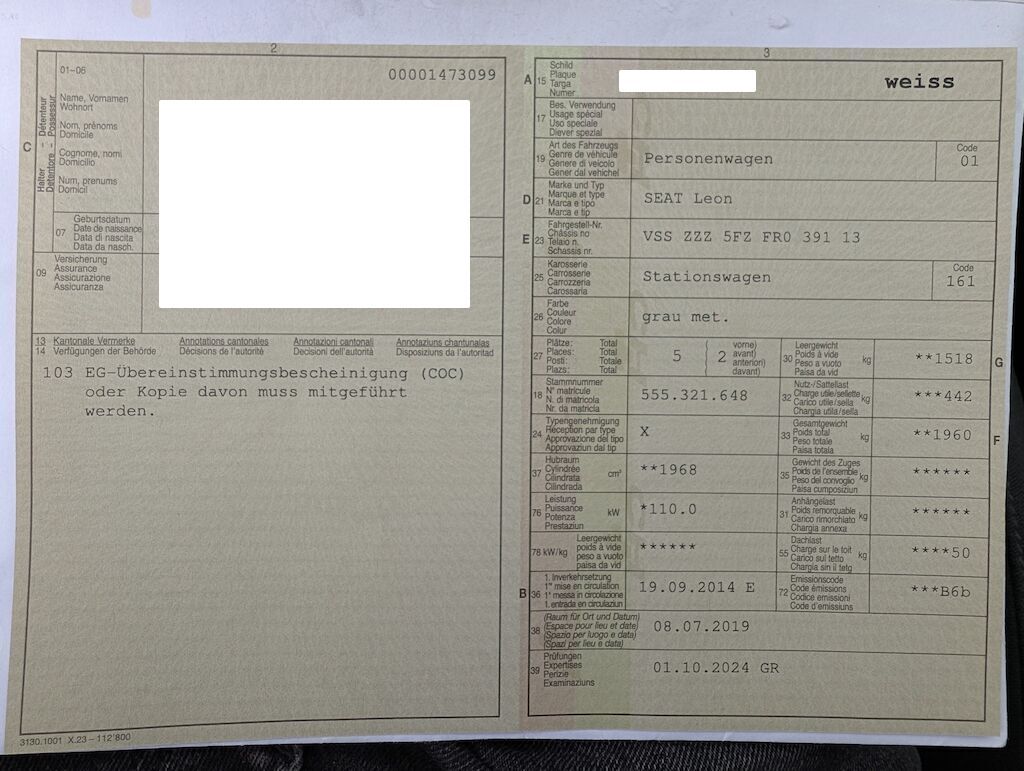 2
01-06
00001473099
C
Halter - Détenteur
Detentore - Possessur
Name, Vornamen
Wohnort
Nom, prénoms
Domicile
Cognome, nomi
Domicilio
Num, prenums
Domicil
07
Geburtsdatum
Date de naissance
Data di nascita
Data da nasch.
09
Versicherung
Assurance
Assicurazione
Assicuranza
13 Kantonale Vermerke Annotations cantonales Annotazioni cantonali Annotaziuns chantunalas
14 Verfügungen der Behörde Décisions de l'autorité Decisioni dell'autorità Disposiziuns da l'autoritad
103 EG-Übereinstimmungsbescheinigung (COC)
oder Kopie davon muss mitgeführt
werden.
3130.1001 X.23 – 112'800
3
A 15
Schild
Plaque
Targa
Numer
weiss
17
Bes. Verwendung
Usage spécial
Uso speciale
Diever spezial
19
Art des Fahrzeugs
Genre de véhicule
Genere di veicolo
Gener dal vehichel
Personenwagen
Code
01
D 21
Marke und Typ
Marque et type
Marca e tipo
Marca e tip
SEAT Leon
E 23
Fahrgestell-Nr.
Châssis no
Telaio n.
Schassis nr.
VSS ZZZ 5FZ FR0 391 13
25
Karosserie
Carrosserie
Carrozzeria
Carossaria
Stationswagen
Code
161
26
Farbe
Couleur
Colore
Colur
grau met.
27
Plätze: Total
Places: Total
Posti: Totale
Plazs: Total
5
( 2
vorne)
avant)
anteriori)
davant)
30
Leergewicht
Poids à vide
Peso a vuoto
Paisa da vid
kg
**1518
G
18
Stammnummer
N° matricule
N. di matricola
Nr. da matricla
555.321.648
32
Nutz-/Sattellast
Charge utile/sellette
Carico utile/sella
Chargia utila/sella
kg
***442
24
Typengenehmigung
Réception par type
Approvazione del tipo
Approvaziun dal tip
X
33
Gesamtgewicht
Poids total
Peso totale
Paisa totala
kg
**1960
F
37
Hubraum
Cylindrée
Cilindrata
Cilindrada
cm³
**1968
35
Gewicht des Zuges
Poids de l'ensemble
Peso del convoglio
Paisa cumposiziun
kg
******
76
Leistung
Puissance
Potenza
Prestaziun
kW
*110.0
31
Anhängelast
Poids remorquable
Carico rimorchiato
Chargia annexa
kg
******
78 kW/kg
Leergewicht
poids à vide
peso a vuoto
paisa da vid
******
55
Dachlast
Charge sur le toit
Carico sul tetto
Chargia sin il tetg
kg
****50
B 36
1. Inverkehrsetzung
1re mise en circulation
1a messa in circolazione
1. entrada en circulaziun
19.09.2014 E
72
Emissionscode
Code émissions
Codice emissioni
Code d'emissiuns
***B6b
38
(Raum für Ort und Datum)
(Espace pour lieu et date)
(Spazio per luogo e data)
(Spazi per lieu e data)
08.07.2019
39
Prüfungen
Expertises
Perizie
Examinaziuns
01.10.2024 GR